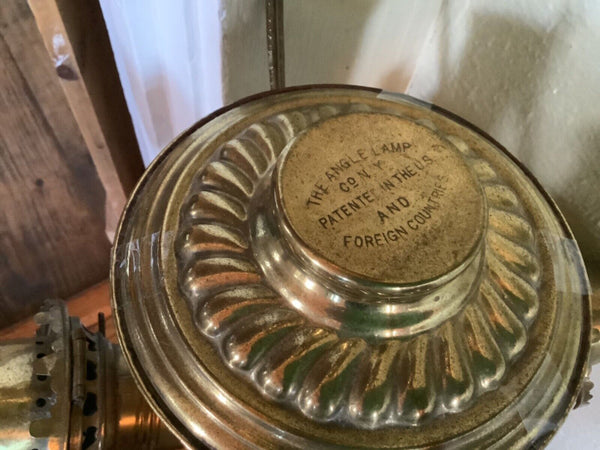 THE ANGLE LAMP
CO N.Y.
PATENTED IN THE U.S.
AND
FOREIGN COUNTRIES